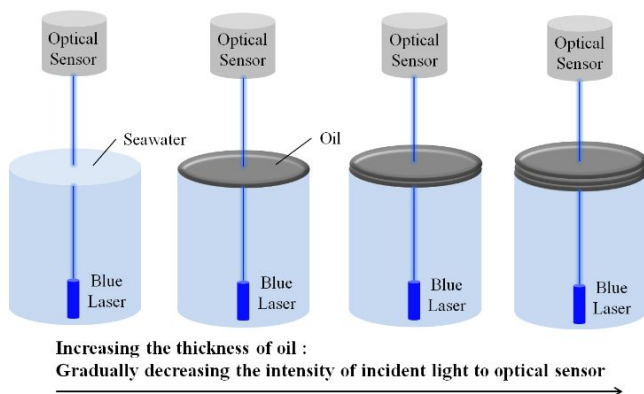 Optical
Sensor
Optical
Sensor
Optical
Sensor
Optical
Sensor
Seawater
Oil
Blue
Laser
Blue
Laser
Blue
Laser
Blue
Laser
Increasing the thickness of oil :
Gradually decreasing the intensity of incident light to optical sensor